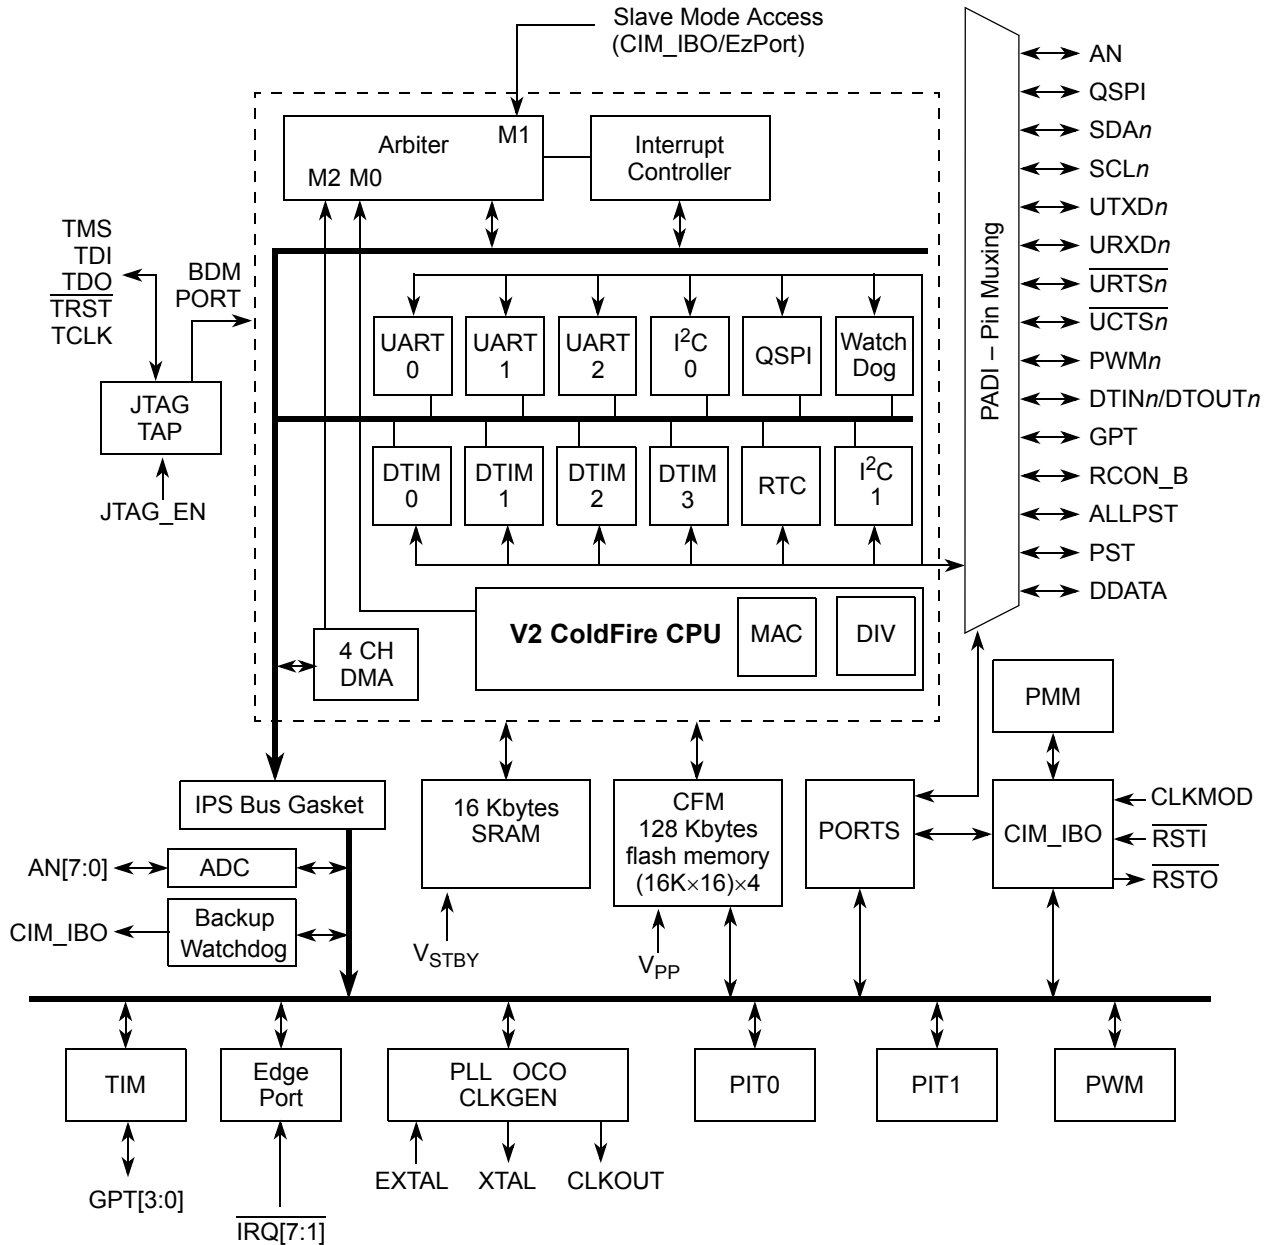 Slave Mode Access
(CIM_IBO/EzPort)
Arbiter
M1
M2 M0
Interrupt
Controller
TMS
TDI
TDO
TRST
TCLK
BDM
PORT
JTAG
TAP
JTAG_EN
UART
0
UART
1
UART
2
I²C
0
QSPI
Watch
Dog
DTIM
0
DTIM
1
DTIM
2
DTIM
3
RTC
I²C
1
V2 ColdFire CPU
MAC
DIV
4 CH
DMA
PADI – Pin Muxing
AN
QSPI
SDAn
SCLn
UTXDn
URXDn
URTSn
UCTSn
PWMn
DTINn/DTOUTn
GPT
RCON_B
ALLPST
PST
DDATA
PMM
IPS Bus Gasket
16 Kbytes
SRAM
CFM
128 Kbytes
flash memory
(16K×16)×4
PORTS
CIM_IBO
CLKMOD
RSTI
RSTO
AN[7:0]
ADC
CIM_IBO
Backup
Watchdog
VSTBY
VPP
TIM
Edge
Port
PLL OCO
CLKGEN
PIT0
PIT1
PWM
EXTAL
XTAL
CLKOUT
GPT[3:0]
IRQ[7:1]